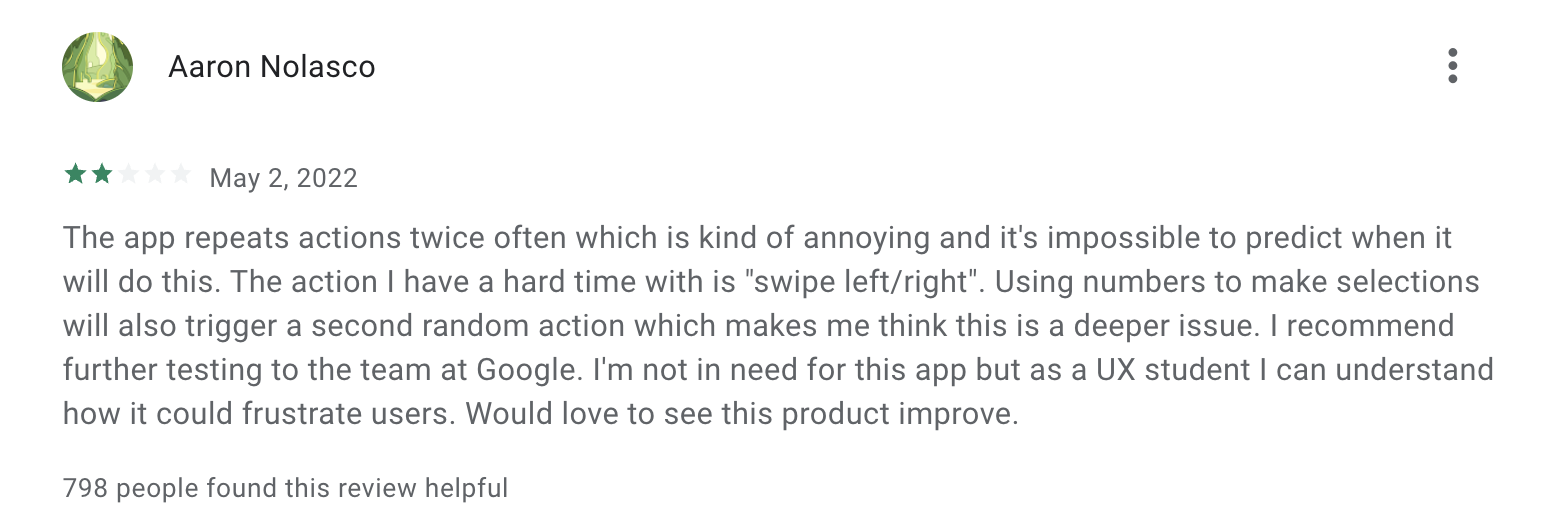 Aaron Nolasco
May 2, 2022
The app repeats actions twice often which is kind of annoying and it's impossible to predict when it
will do this. The action I have a hard time with is "swipe left/right". Using numbers to make selections
will also trigger a second random action which makes me think this is a deeper issue. I recommend
further testing to the team at Google. I'm not in need for this app but as a UX student I can understand
how it could frustrate users. Would love to see this product improve.
798 people found this review helpful